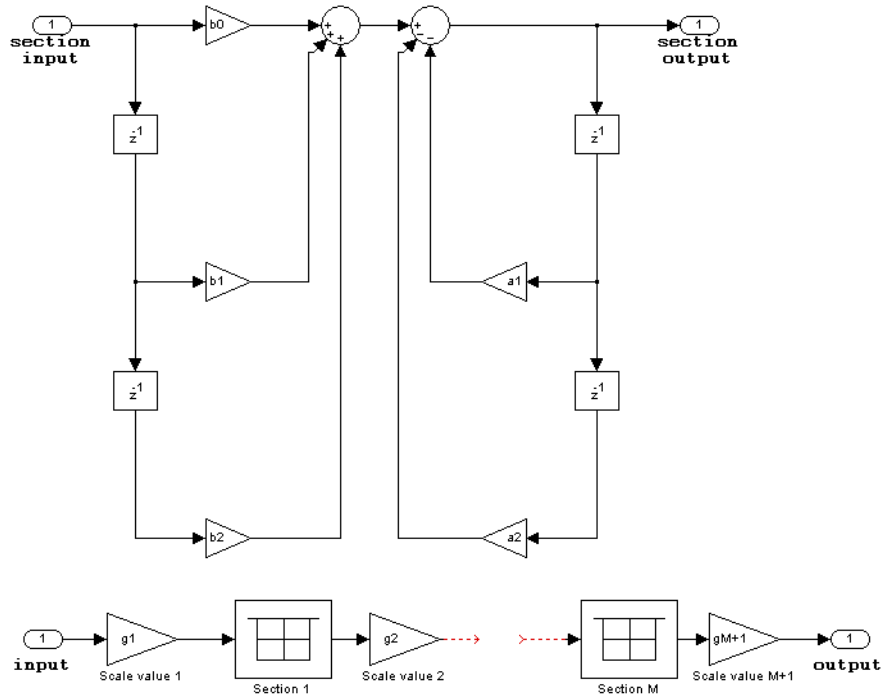 1
section
input
b0
+
+
+
+
−
−
1
section
output
z-1
z-1
b1
a1
z-1
z-1
b2
a2
1
input
g1
Scale value 1
Section 1
g2
Scale value 2
Section M
gM+1
Scale value M+1
1
output